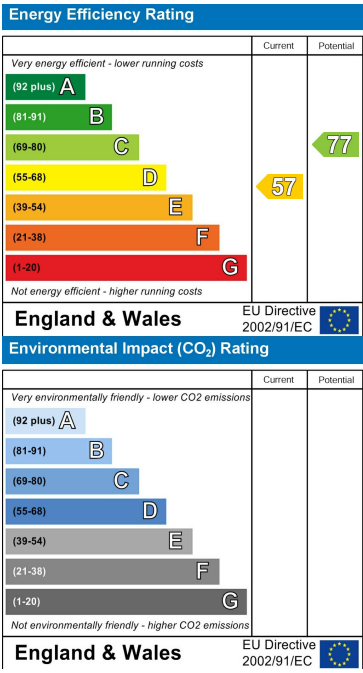 Energy Efficiency Rating
Current Potential
Very energy efficient - lower running costs
(92 plus) A
(81-91) B
(69-80) C
77
(55-68) D
57
(39-54) E
(21-38) F
(1-20) G
Not energy efficient - higher running costs
England & Wales
EU Directive
2002/91/EC
Environmental Impact (CO₂) Rating
Current Potential
Very environmentally friendly - lower CO2 emissions
(92 plus) A
(81-91) B
(69-80) C
(55-68) D
(39-54) E
(21-38) F
(1-20) G
Not environmentally friendly - higher CO2 emissions
England & Wales
EU Directive
2002/91/EC